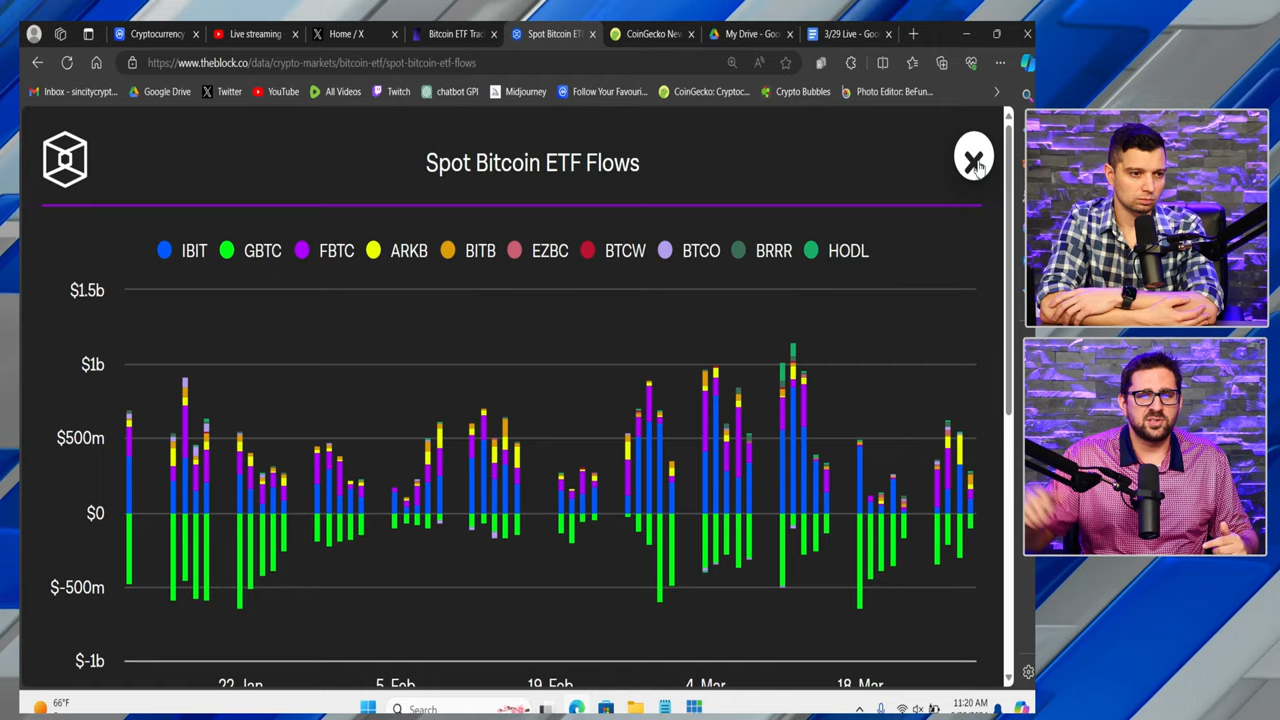 Cryptocurrency
Live streaming
Home / X
Bitcoin ETF Trac
Spot Bitcoin ET
CoinGecko Nev
My Drive - Goo
3/29 Live - Goo
https://www.theblock.co/data/crypto-markets/bitcoin-etf/spot-bitcoin-etf-flows
Inbox - sincitycrypt...
Google Drive
Twitter
YouTube
All Videos
Twitch
chatbot GPI
Midjourney
Follow Your Favouri...
CoinGecko: Cryptoc...
Crypto Bubbles
Photo Editor: BeFun...
Spot Bitcoin ETF Flows
IBIT GBTC FBTC ARKB BITB EZBC BTCW BTCO BRRR HODL
$1.5b
$1b
$500m
$0
$-500m
$-1b
22 Jan 5 Feb 19 Feb 4 Mar 18 Mar
66°F
Search
11:20 AM